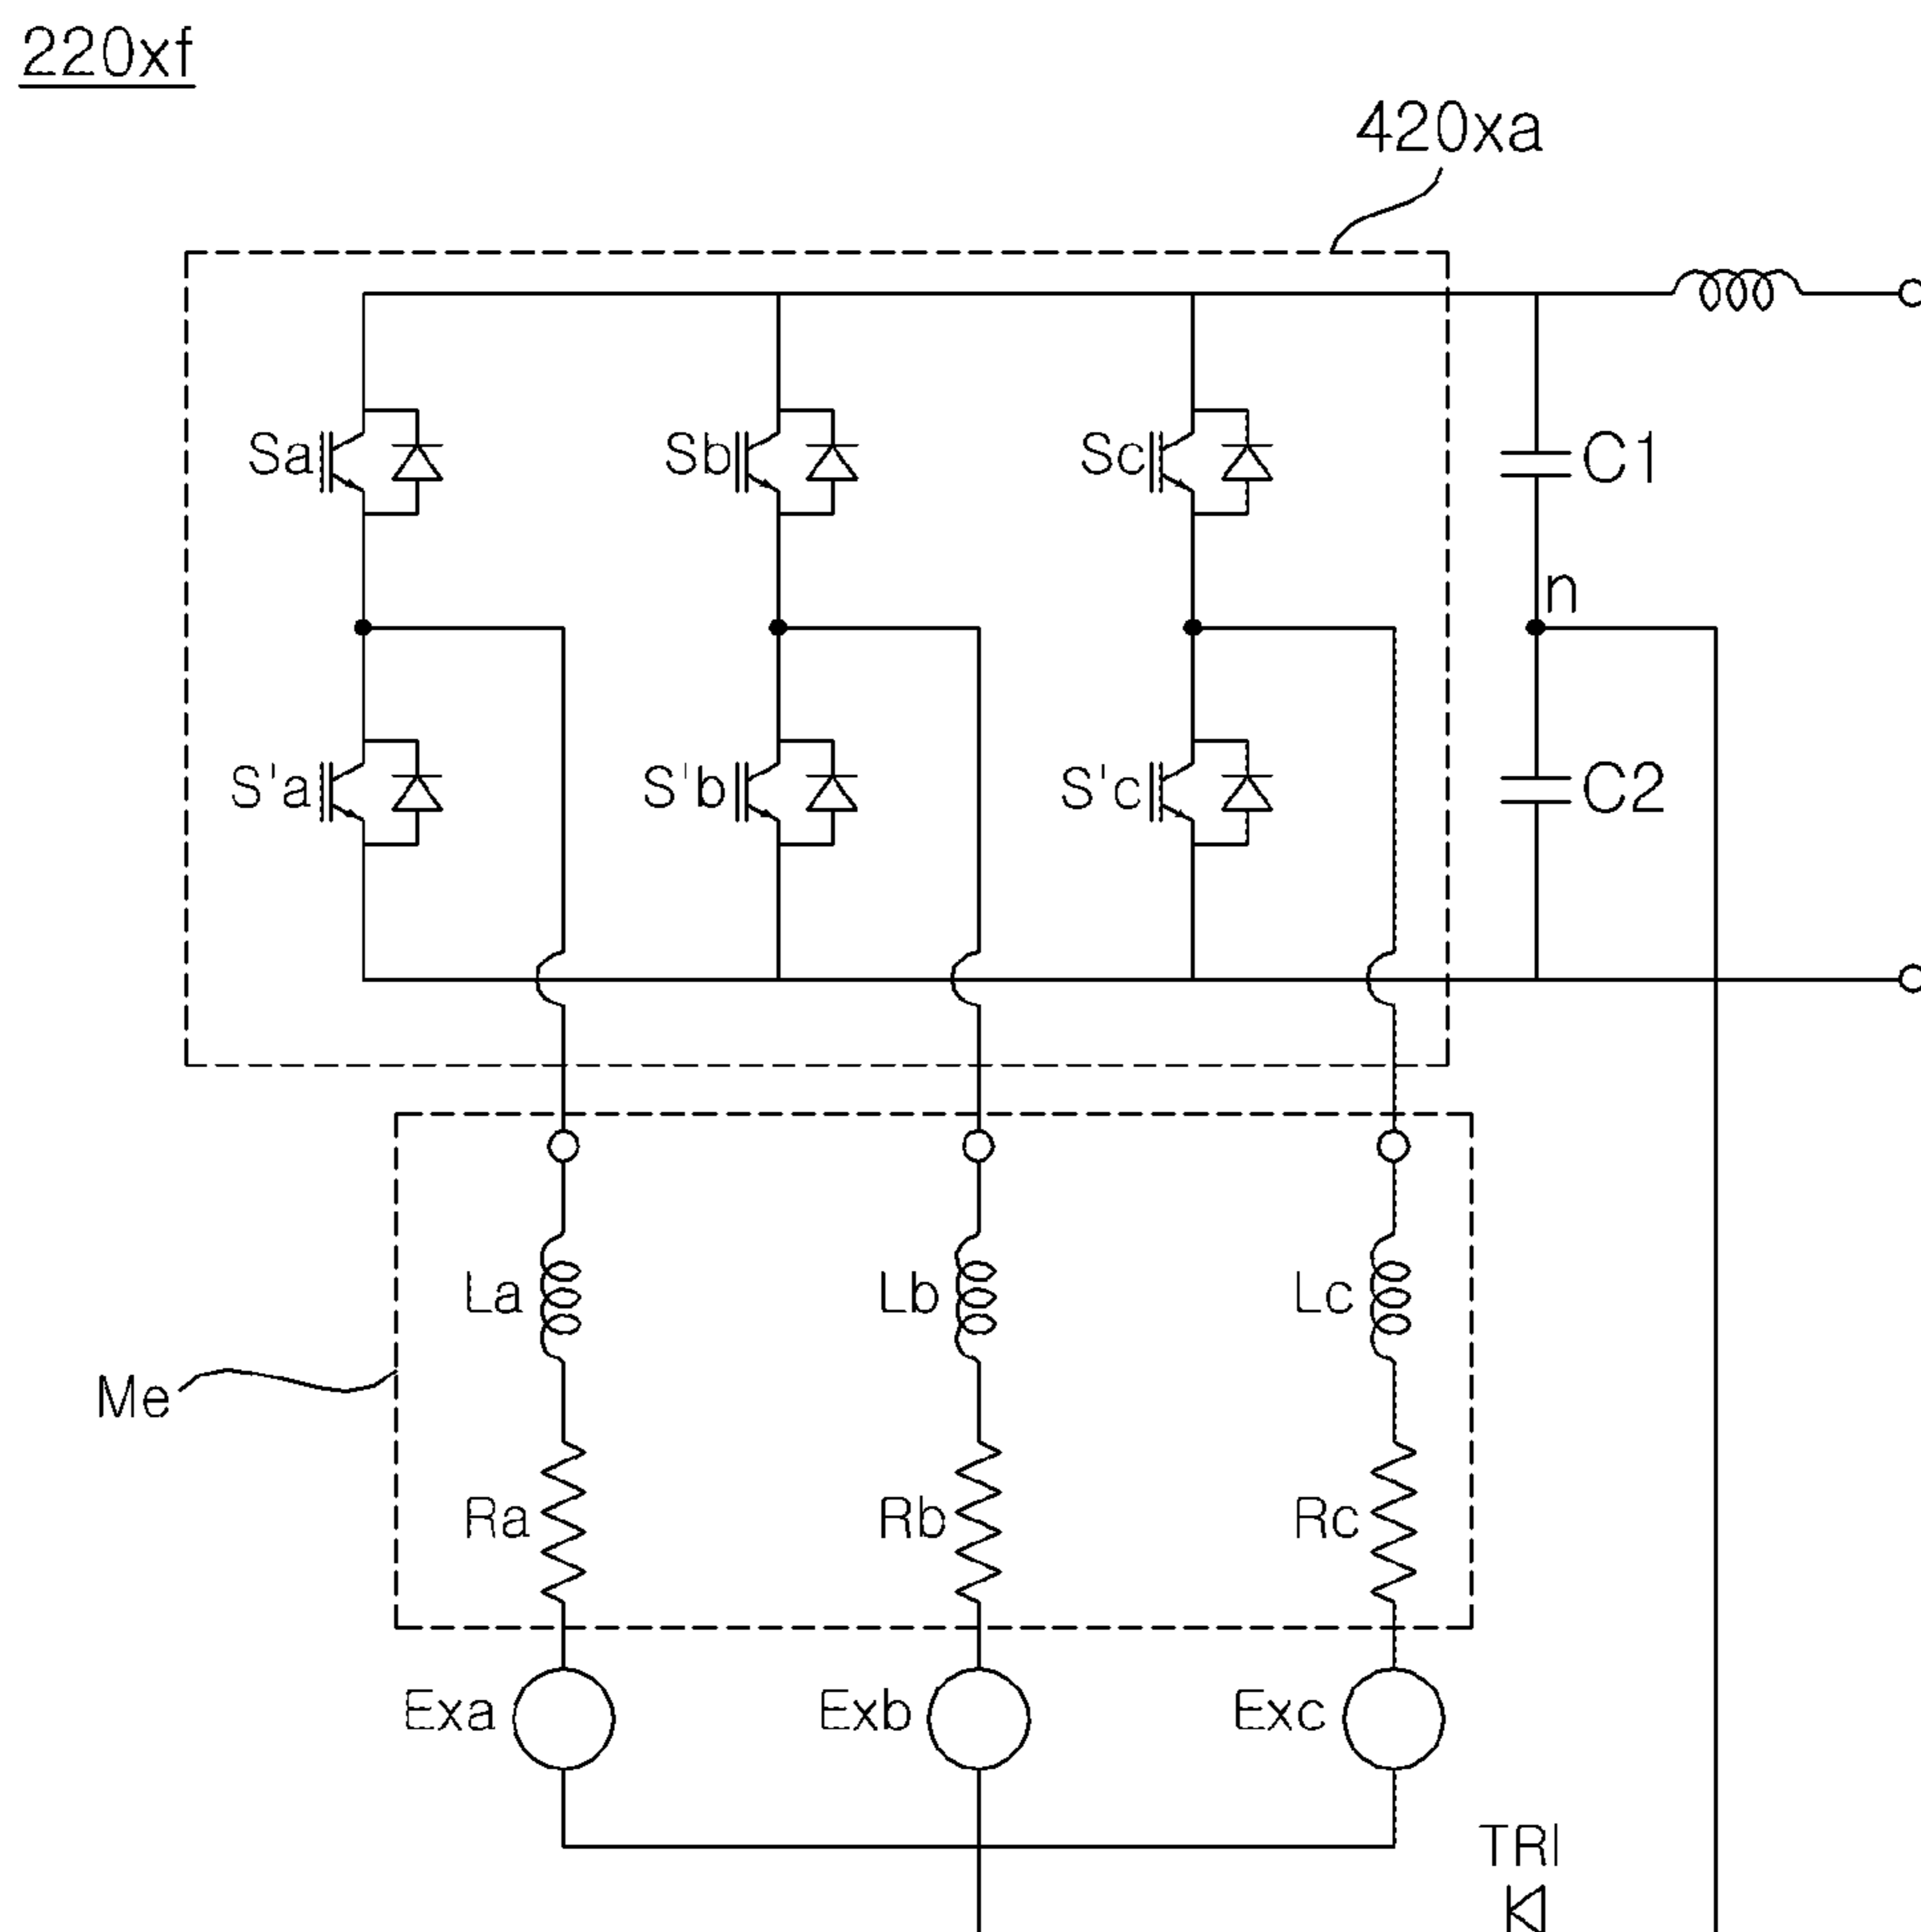 220xf
420xa
Sa Sb Sc C1
n
S'a S'b S'c C2
La Lb Lc
Me
Ra Rb Rc
Exa Exb Exc
TRI